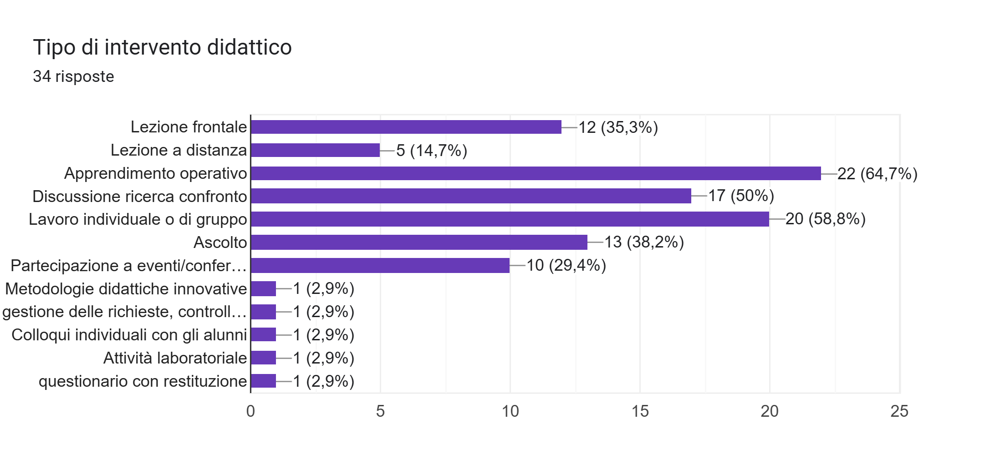 Tipo di intervento didattico
34 risposte
Lezione frontale 12 (35,3%)
Lezione a distanza 5 (14,7%)
Apprendimento operativo 22 (64,7%)
Discussione ricerca confronto 17 (50%)
Lavoro individuale o di gruppo 20 (58,8%)
Ascolto 13 (38,2%)
Partecipazione a eventi/confer… 10 (29,4%)
Metodologie didattiche innovative 1 (2,9%)
gestione delle richieste, controll… 1 (2,9%)
Colloqui individuali con gli alunni 1 (2,9%)
Attività laboratoriale 1 (2,9%)
questionario con restituzione 1 (2,9%)
0 5 10 15 20 25